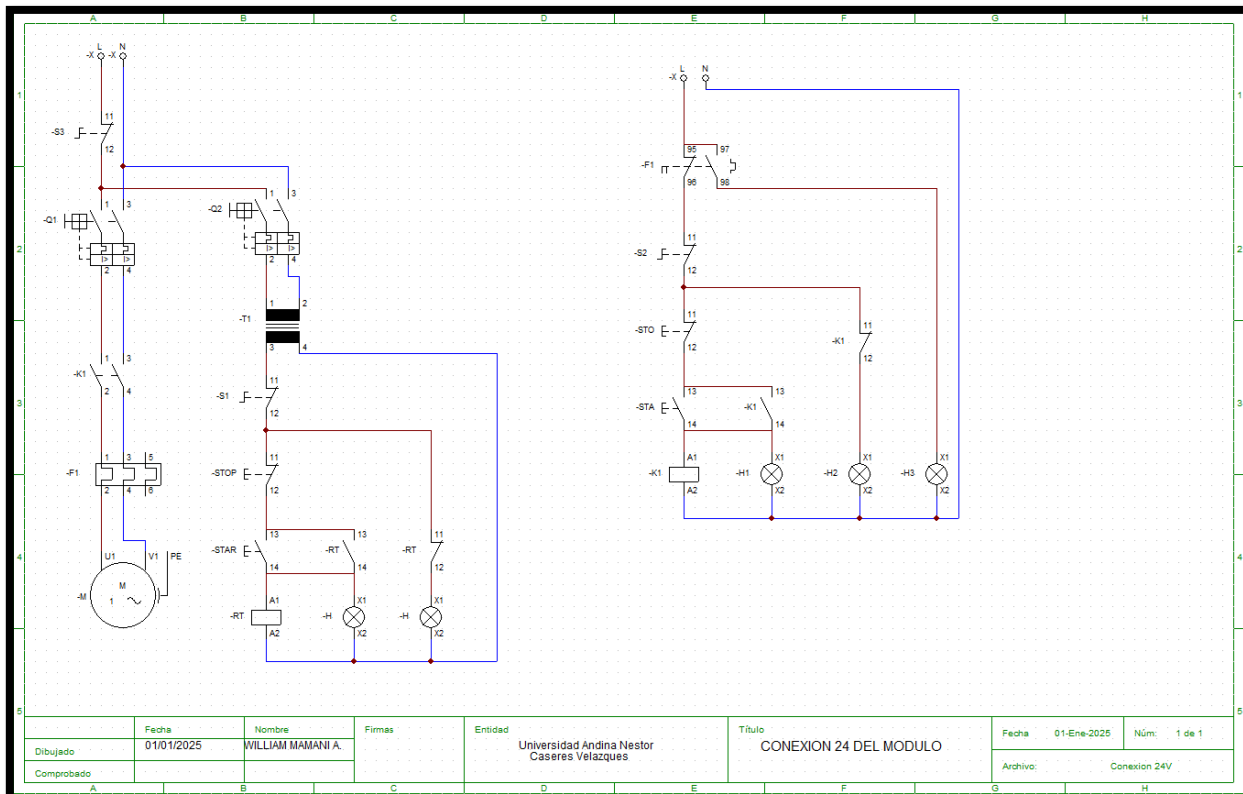 A B C D E F G H
1
2
3
4
5
L N
-X -X
11
-S3
12
1 3
-Q1
I> I>
2 4
1 3
-Q2
I> I>
2 4
1 2
-T1
3 4
1 3
-K1
2 4
11
-S1
12
1 3 5
-F1
2 4 6
11
-STOP
12
U1 V1 PE
M
-M
1
13
-STAR
14
13
-RT
14
11
-RT
12
A1
-RT
A2
X1
-H
X2
X1
-H
X2
L N
-X
95 97
-F1
96 98
11
-S2
12
11
-STO
12
11
-K1
12
13
-STA
14
13
-K1
14
A1
-K1
A2
X1
-H1
X2
X1
-H2
X2
X1
-H3
X2
1
2
3
4
5
Fecha Nombre Firmas
Dibujado 01/01/2025 WILLIAM MAMANI A.
Comprobado
Entidad
Universidad Andina Nestor
Caseres Velazques
Título
CONEXION 24 DEL MODULO
Fecha 01-Ene-2025 Núm: 1 de 1
Archivo: Conexion 24V
A B C D E F G H